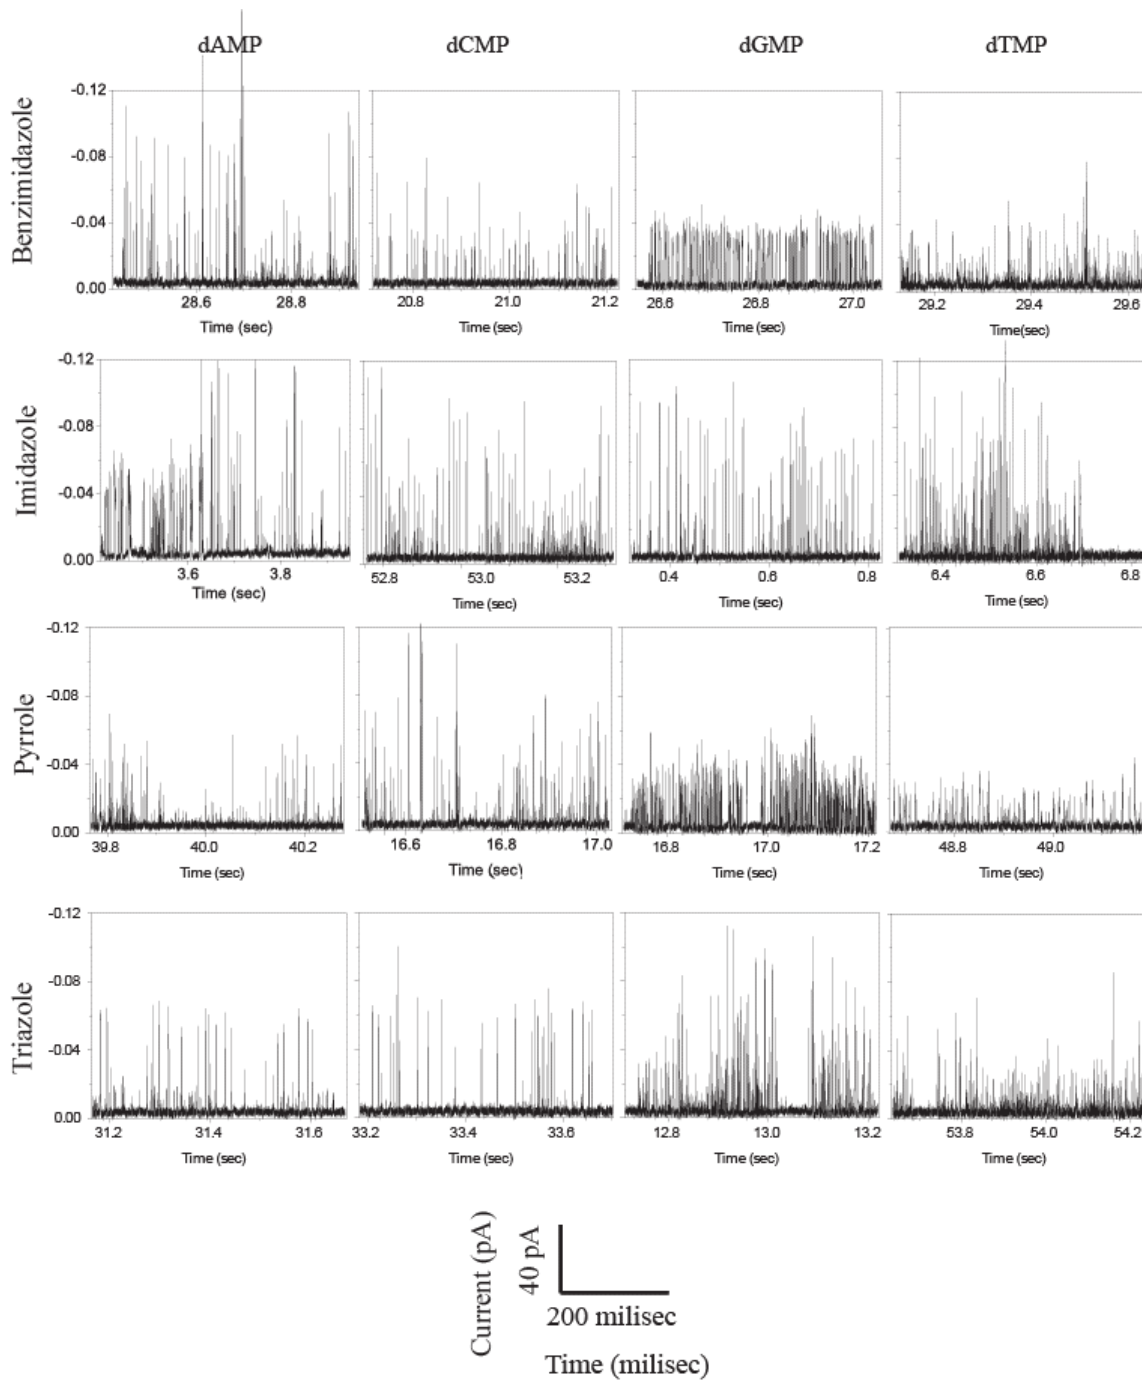 dAMP dCMP dGMP dTMP
Benzimidazole
-0.12
-0.08
-0.04
0.00
28.6 28.8 20.8 21.0 21.2 26.6 26.8 27.0 29.2 29.4 29.6
Time (sec) Time (sec) Time (sec) Time(sec)
Imidazole
-0.12
-0.08
-0.04
0.00
3.6 3.8 52.8 53.0 53.2 0.4 0.6 0.8 6.4 6.6 6.8
Time (sec) Time (sec) Time (sec) Time (sec)
Pyrrole
-0.12
-0.08
-0.04
0.00
39.8 40.0 40.2 16.6 16.8 17.0 16.8 17.0 17.2 48.8 49.0
Time (sec) Time (sec) Time (sec) Time (sec)
Triazole
-0.12
-0.08
-0.04
0.00
31.2 31.4 31.6 33.2 33.4 33.6 12.8 13.0 13.2 53.8 54.0 54.2
Time (sec) Time (sec) Time (sec) Time (sec)
Current (pA)
40 pA
200 milisec
Time (milisec)